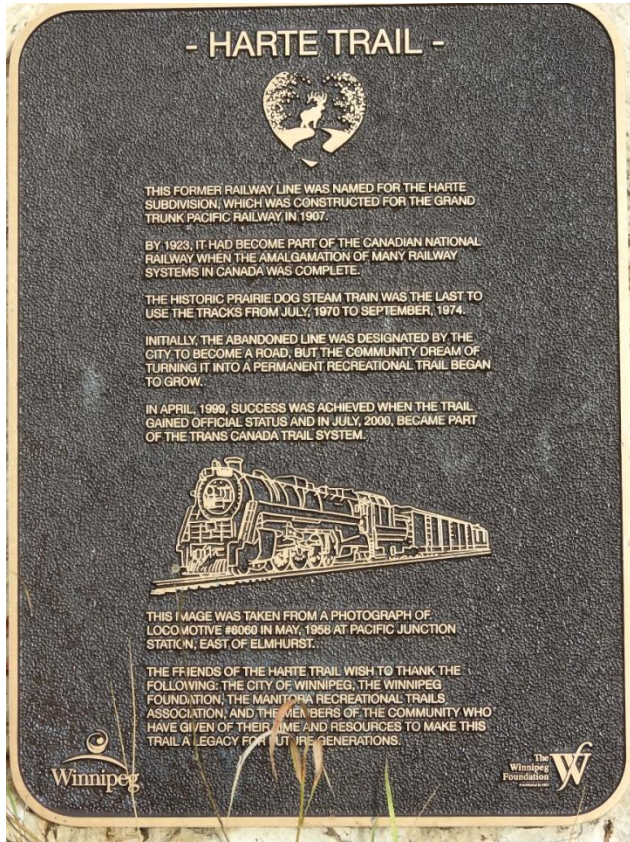 - HARTE TRAIL -
THIS FORMER RAILWAY LINE WAS NAMED FOR THE HARTE
SUBDIVISION, WHICH WAS CONSTRUCTED FOR THE GRAND
TRUNK PACIFIC RAILWAY IN 1907.
BY 1923, IT HAD BECOME PART OF THE CANADIAN NATIONAL
RAILWAY WHEN THE AMALGAMATION OF MANY RAILWAY
SYSTEMS IN CANADA WAS COMPLETE.
THE HISTORIC PRAIRIE DOG STEAM TRAIN WAS THE LAST TO
USE THE TRACKS FROM JULY, 1970 TO SEPTEMBER, 1974.
INITIALLY, THE ABANDONED LINE WAS DESIGNATED BY THE
CITY TO BECOME A ROAD, BUT THE COMMUNITY DREAM OF
TURNING IT INTO A PERMANENT RECREATIONAL TRAIL BEGAN
TO GROW.
IN APRIL, 1999, SUCCESS WAS ACHIEVED WHEN THE TRAIL
GAINED OFFICIAL STATUS AND IN JULY, 2000, BECAME PART
OF THE TRANS CANADA TRAIL SYSTEM.
THIS IMAGE WAS TAKEN FROM A PHOTOGRAPH OF
LOCOMOTIVE #6060 IN MAY, 1958 AT PACIFIC JUNCTION
STATION, EAST OF ELMHURST.
THE FRIENDS OF THE HARTE TRAIL WISH TO THANK THE
FOLLOWING: THE CITY OF WINNIPEG, THE WINNIPEG
FOUNDATION, THE MANITOBA RECREATIONAL TRAILS
ASSOCIATION, AND THE MEMBERS OF THE COMMUNITY WHO
HAVE GIVEN OF THEIR TIME AND RESOURCES TO MAKE THIS
TRAIL A LEGACY FOR FUTURE GENERATIONS.
Winnipeg
The
Winnipeg
Foundation